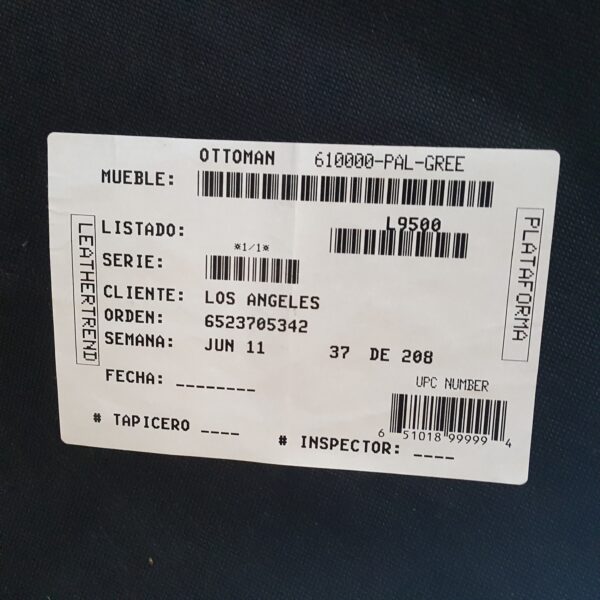 OTTOMAN 610000-PAL-GREE
MUEBLE:
LISTADO: L9500
*1/1*
SERIE:
CLIENTE: LOS ANGELES
ORDEN: 6523705342
SEMANA: JUN 11 37 DE 208
FECHA: ________
UPC NUMBER
6 51018 99999 4
# TAPICERO ____
# INSPECTOR: ____
LEATHERTREND
PLATAFORMA